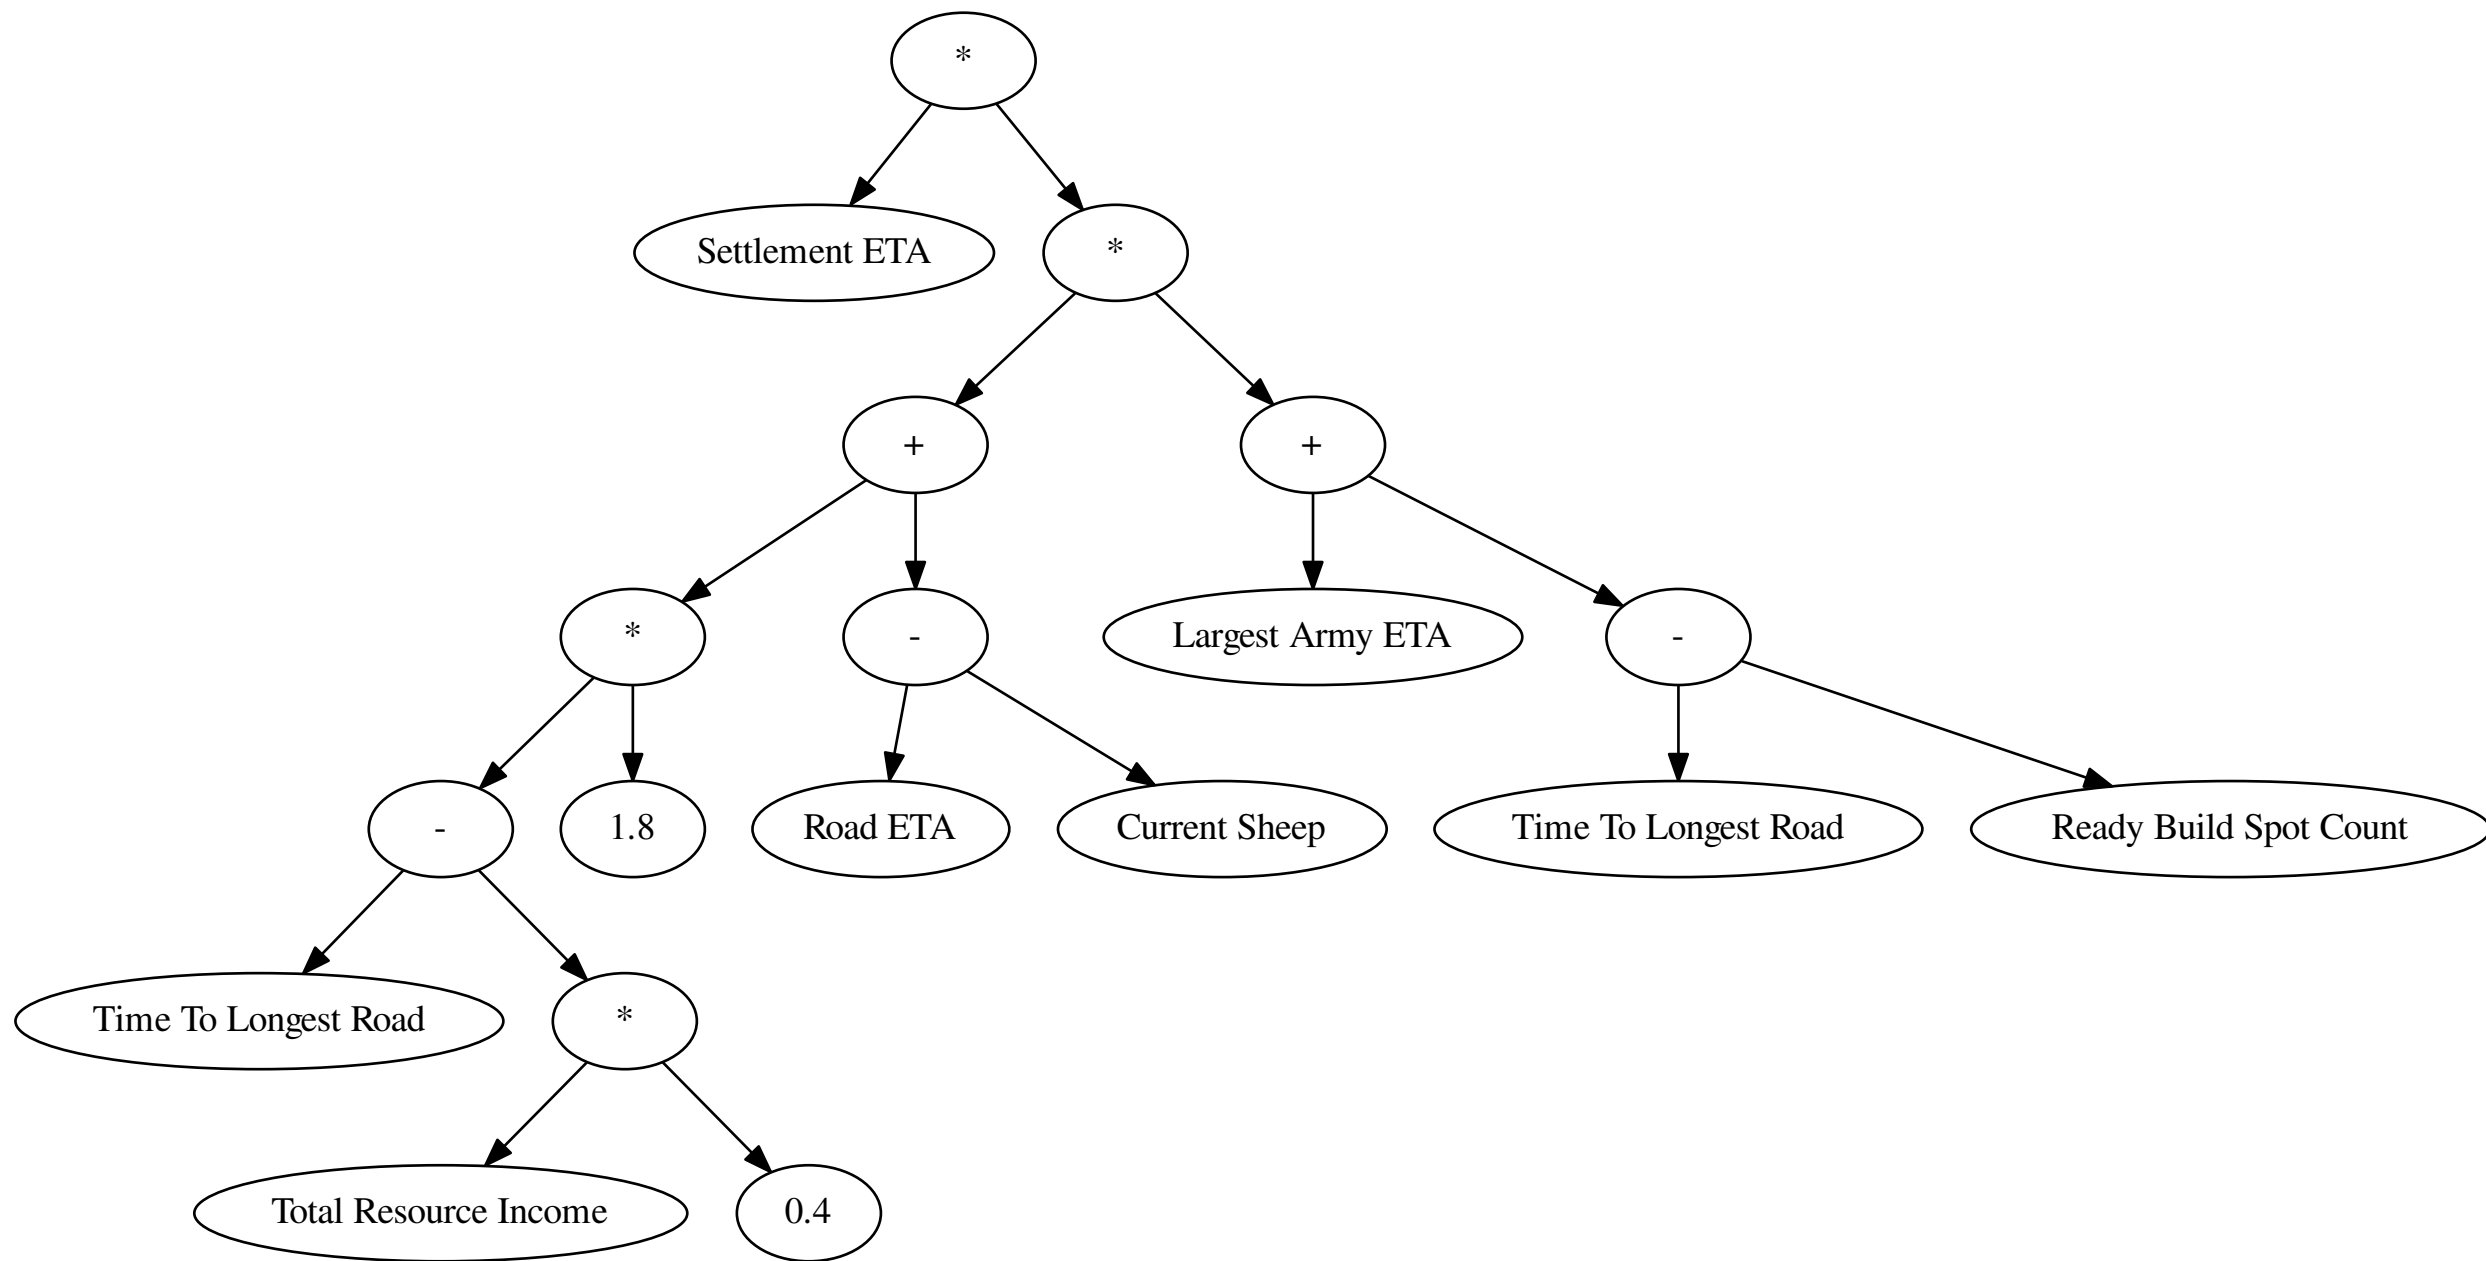 *
Settlement ETA
*
+
+
*
-
Largest Army ETA
-
-
1.8
Road ETA
Current Sheep
Time To Longest Road
Ready Build Spot Count
Time To Longest Road
*
Total Resource Income
0.4